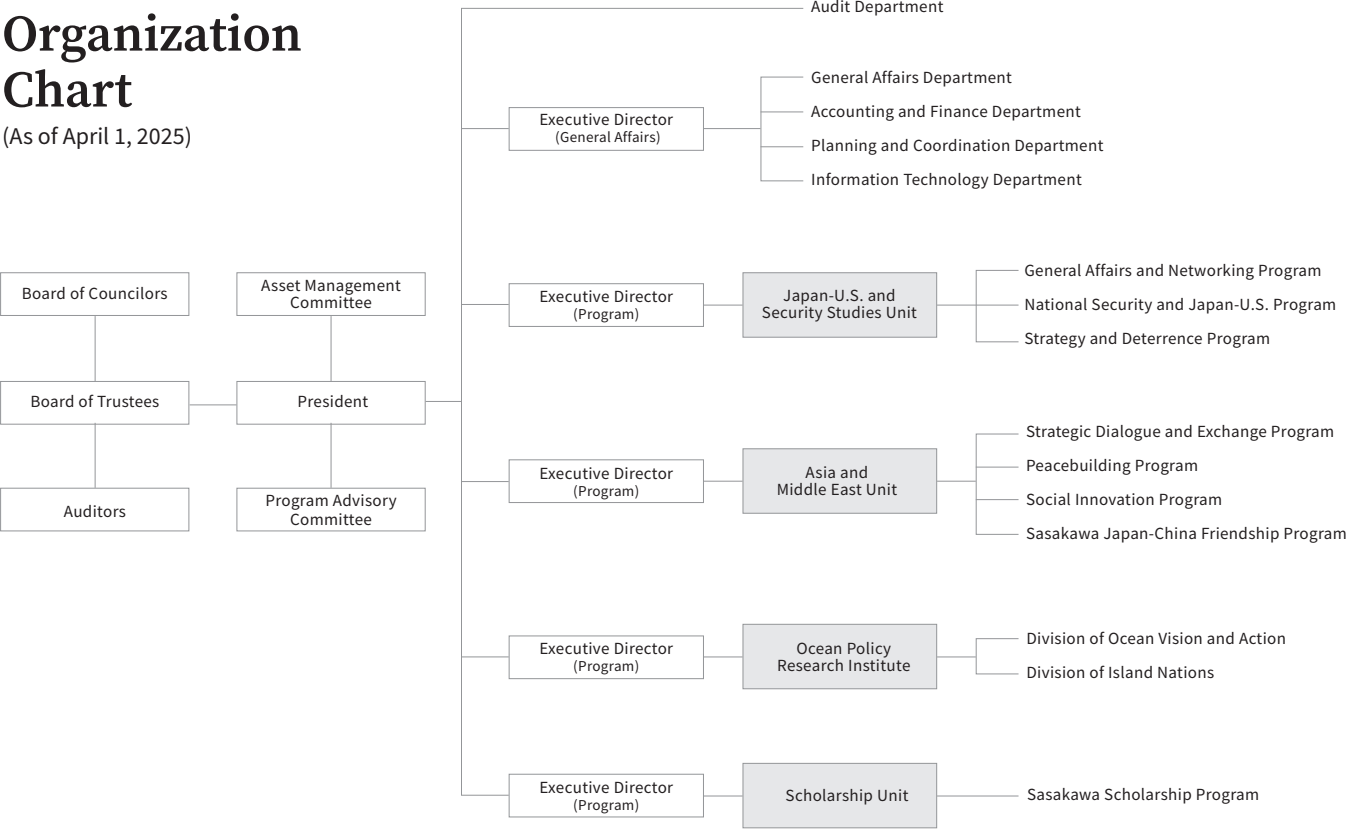 Organization
Chart
(As of April 1, 2025)
Audit Department
Executive Director
(General Affairs)
General Affairs Department
Accounting and Finance Department
Planning and Coordination Department
Information Technology Department
Board of Councilors
Asset Management
Committee
Board of Trustees
President
Auditors
Program Advisory
Committee
Executive Director
(Program)
Japan-U.S. and
Security Studies Unit
General Affairs and Networking Program
National Security and Japan-U.S. Program
Strategy and Deterrence Program
Executive Director
(Program)
Asia and
Middle East Unit
Strategic Dialogue and Exchange Program
Peacebuilding Program
Social Innovation Program
Sasakawa Japan-China Friendship Program
Executive Director
(Program)
Ocean Policy
Research Institute
Division of Ocean Vision and Action
Division of Island Nations
Executive Director
(Program)
Scholarship Unit
Sasakawa Scholarship Program